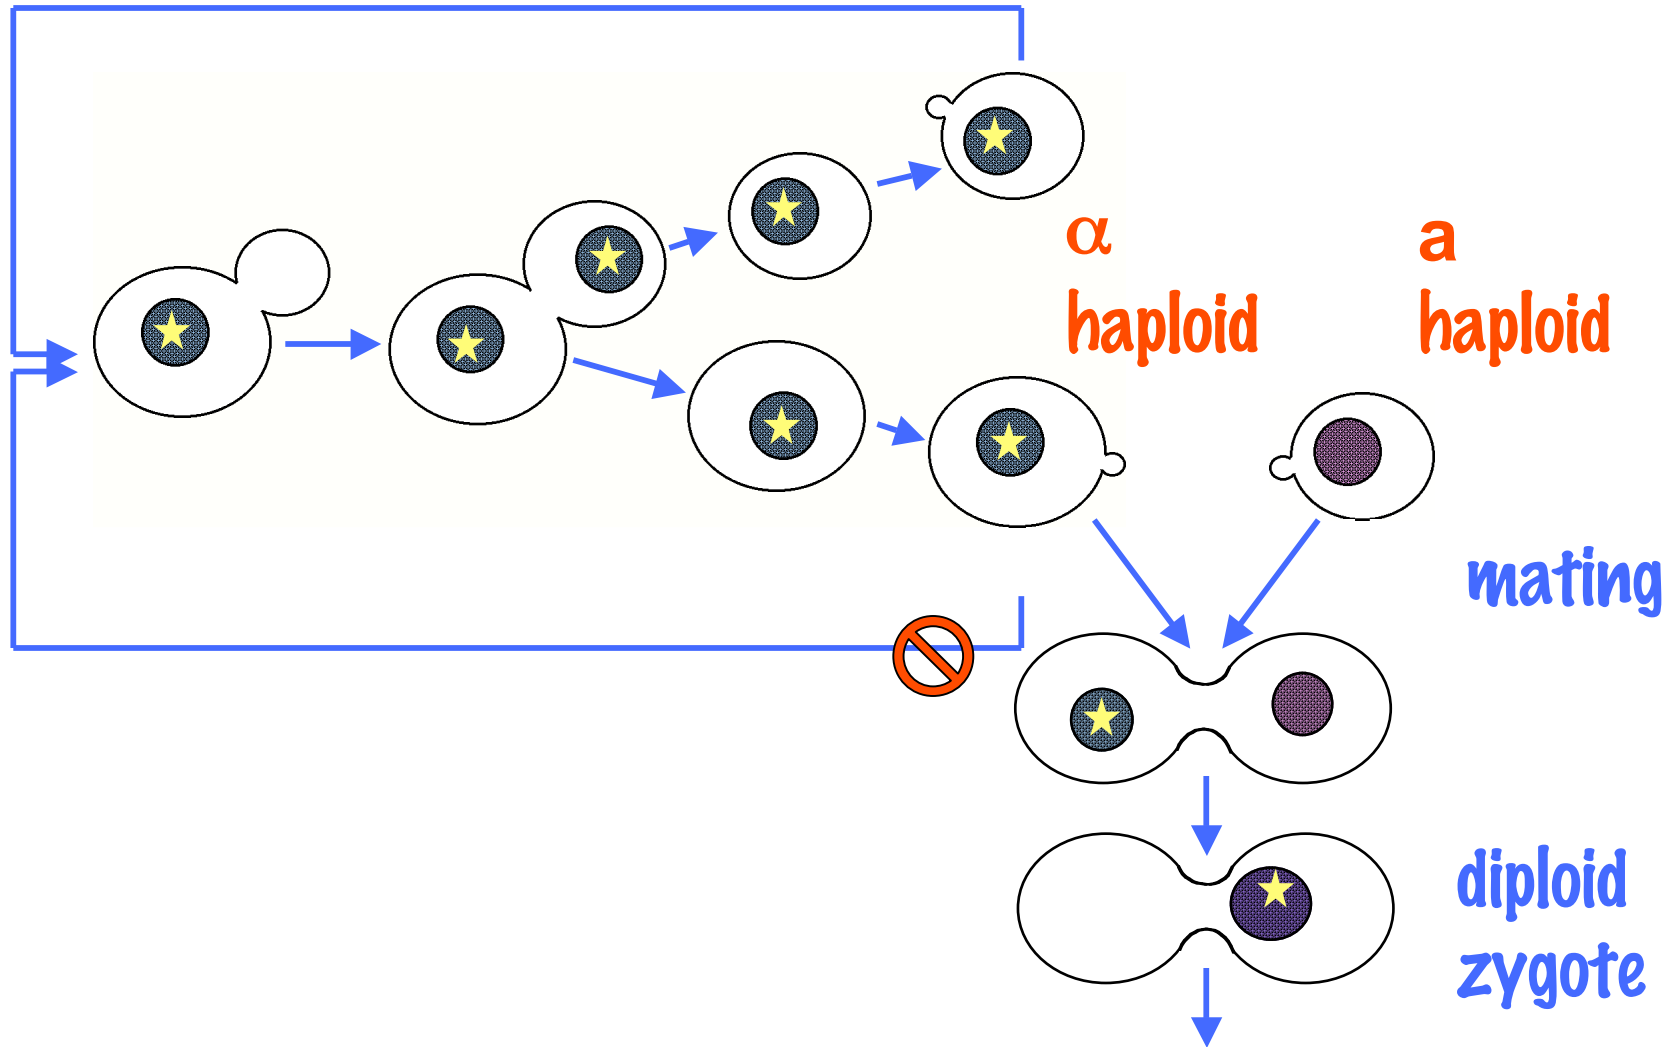 α
haploid
a
haploid
mating
diploid
zygote